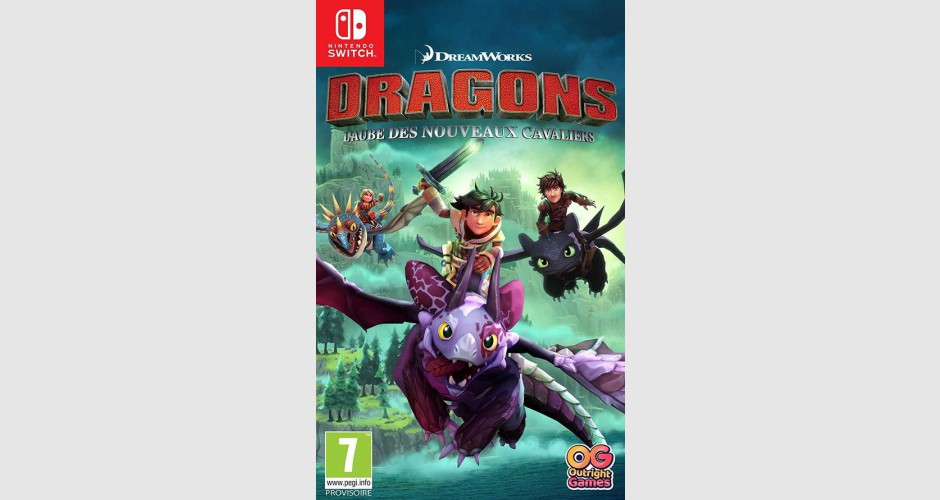 NINTENDO
SWITCH
DREAMWORKS
DRAGONS
L'AUBE DES NOUVEAUX CAVALIERS
7
www.pegi.info
PROVISOIRE
OG
Outright
Games